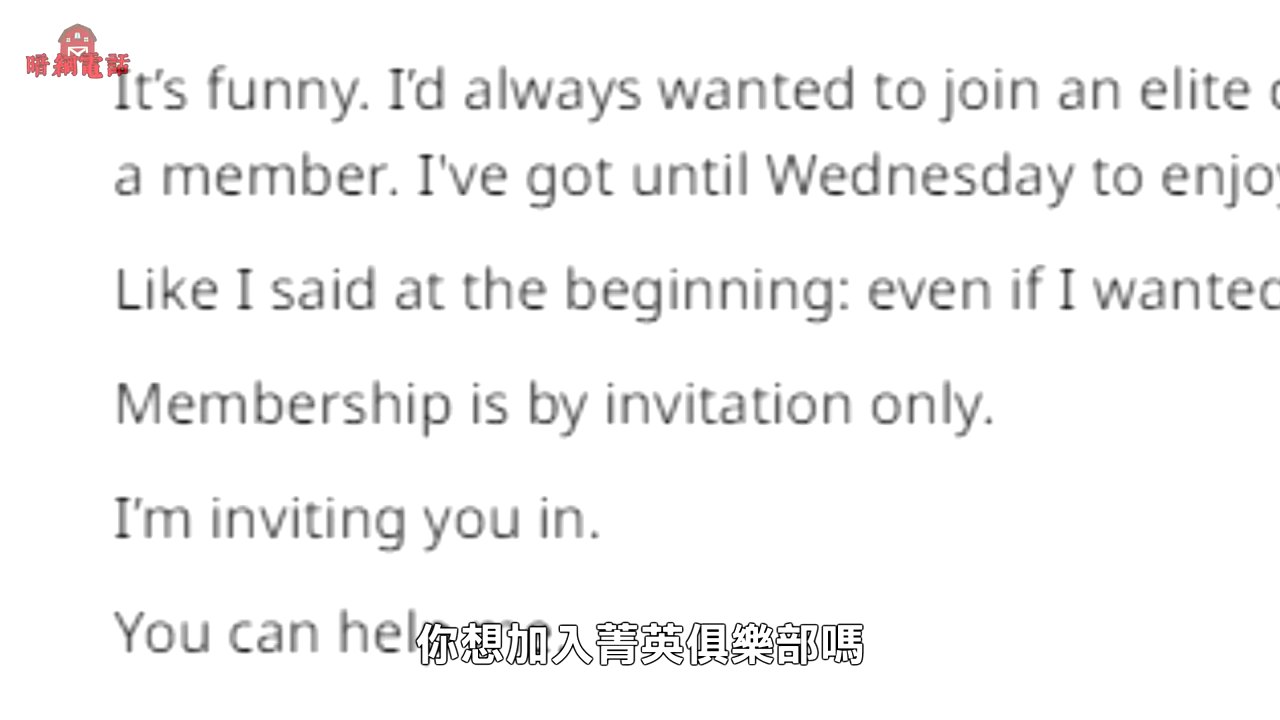 暗網電話
It’s funny. I’d always wanted to join an elite
a member. I've got until Wednesday to enjoy
Like I said at the beginning: even if I wanted
Membership is by invitation only.
I’m inviting you in.
You can help
你想加入菁英俱樂部嗎